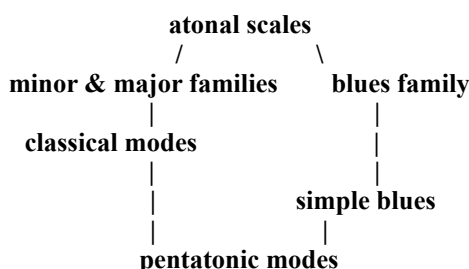 atonal scales
/ \
minor & major families blues family
| |
classical modes |
| |
| simple blues
| |
pentatonic modes